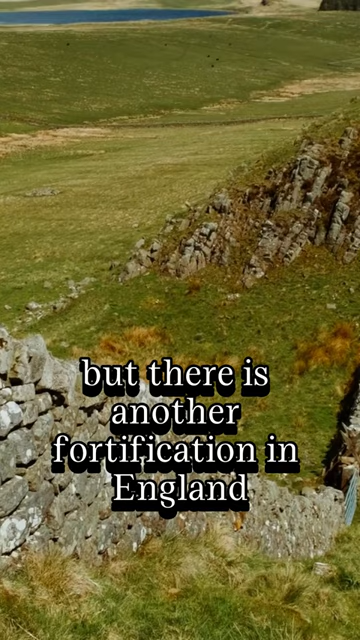 but there is
another
fortification in
England